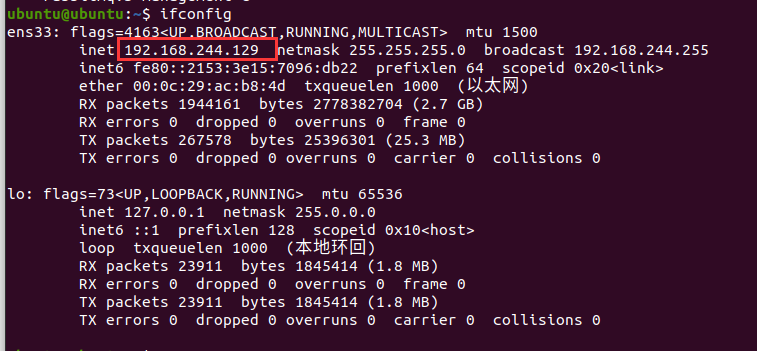 ubuntu@ubuntu:~$ ifconfig
ens33: flags=4163<UP,BROADCAST,RUNNING,MULTICAST>  mtu 1500
        inet 192.168.244.129  netmask 255.255.255.0  broadcast 192.168.244.255
        inet6 fe80::2153:3e15:7096:db22  prefixlen 64  scopeid 0x20<link>
        ether 00:0c:29:ac:b8:4d  txqueuelen 1000  (以太网)
        RX packets 1944161  bytes 2778382704 (2.7 GB)
        RX errors 0  dropped 0  overruns 0  frame 0
        TX packets 267578  bytes 25396301 (25.3 MB)
        TX errors 0  dropped 0 overruns 0  carrier 0  collisions 0
lo: flags=73<UP,LOOPBACK,RUNNING>  mtu 65536
        inet 127.0.0.1  netmask 255.0.0.0
        inet6 ::1  prefixlen 128  scopeid 0x10<host>
        loop  txqueuelen 1000  (本地环回)
        RX packets 23911  bytes 1845414 (1.8 MB)
        RX errors 0  dropped 0  overruns 0  frame 0
        TX packets 23911  bytes 1845414 (1.8 MB)
        TX errors 0  dropped 0 overruns 0  carrier 0  collisions 0